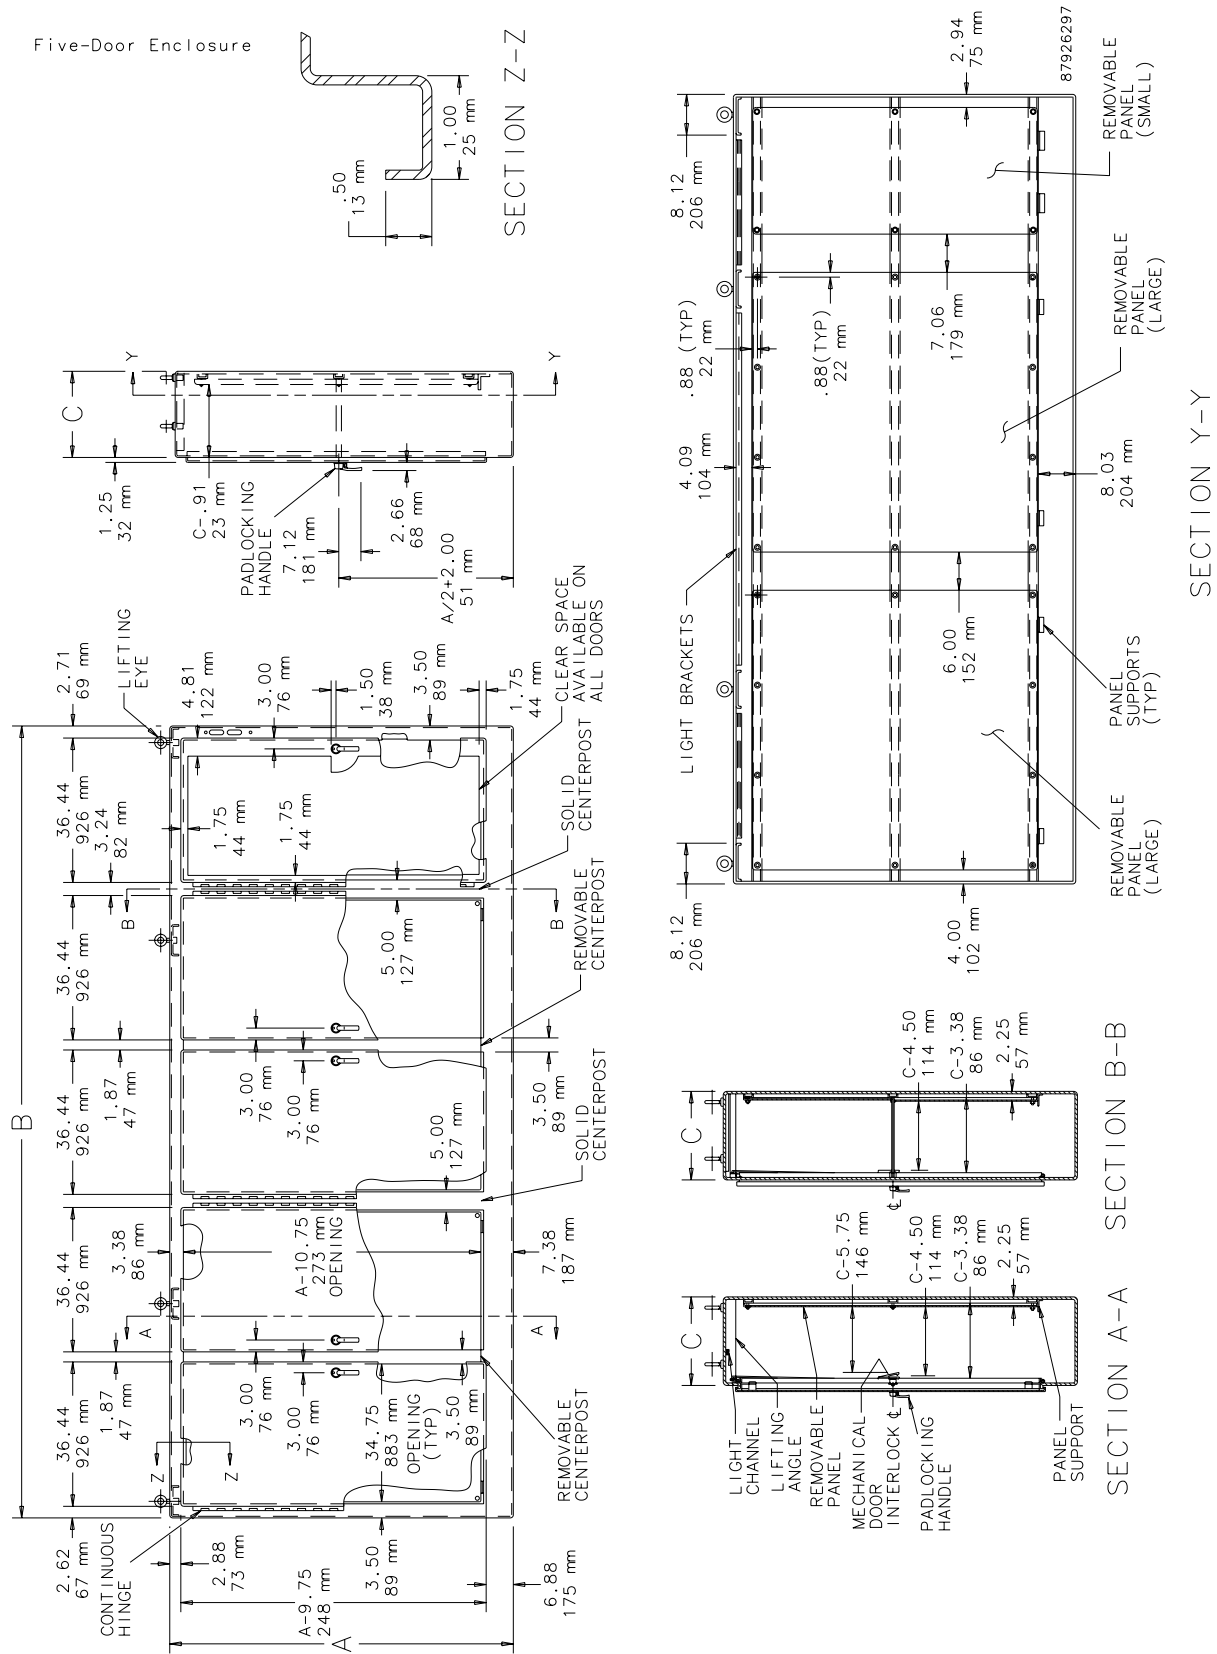 Five-Door Enclosure
.50
13 mm
1.00
25 mm
SECTION Z-Z
Y
Y
C
1.25
32 mm
C-.91
23 mm
PADLOCKING
HANDLE
7.12
181 mm
2.66
68 mm
A/2+2.00
51 mm
B
2.62
67 mm
36.44
926 mm
1.87
47 mm
36.44
926 mm
3.38
86 mm
36.44
926 mm
1.87
47 mm
36.44
926 mm
3.24
82 mm
36.44
926 mm
2.71
69 mm
LIFTING
EYE
4.81
122 mm
3.00
76 mm
1.50
38 mm
3.50
89 mm
1.75
44 mm
CLEAR SPACE
AVAILABLE ON
ALL DOORS
1.75
44 mm
1.75
44 mm
SOLID
CENTERPOST
B
B
5.00
127 mm
REMOVABLE
CENTERPOST
3.00
76 mm
3.00
76 mm
3.50
89 mm
5.00
127 mm
SOLID
CENTERPOST
A-10.75
273 mm
OPENING
7.38
187 mm
A
A
3.00
76 mm
3.00
76 mm
34.75
883 mm
OPENING
(TYP)
3.50
89 mm
REMOVABLE
CENTERPOST
Z
Z
CONTINUOUS
HINGE
2.88
73 mm
3.50
89 mm
A-9.75
248 mm
6.88
175 mm
A
8.12
206 mm
LIGHT BRACKETS
4.09
104 mm
.88(TYP)
22 mm
.88(TYP)
22 mm
8.12
206 mm
2.94
75 mm
87926297
4.00
102 mm
6.00
152 mm
7.06
179 mm
8.03
204 mm
REMOVABLE
PANEL
(LARGE)
PANEL
SUPPORTS
(TYP)
REMOVABLE
PANEL
(LARGE)
REMOVABLE
PANEL
(SMALL)
SECTION Y-Y
C
LIGHT
CHANNEL
LIFTING
ANGLE
REMOVABLE
PANEL
MECHANICAL
DOOR
INTERLOCK
PADLOCKING
HANDLE
C-5.75
146 mm
C-4.50
114 mm
C-3.38
86 mm
2.25
57 mm
PANEL
SUPPORT
SECTION A-A
C
C-4.50
114 mm
C-3.38
86 mm
2.25
57 mm
SECTION B-B